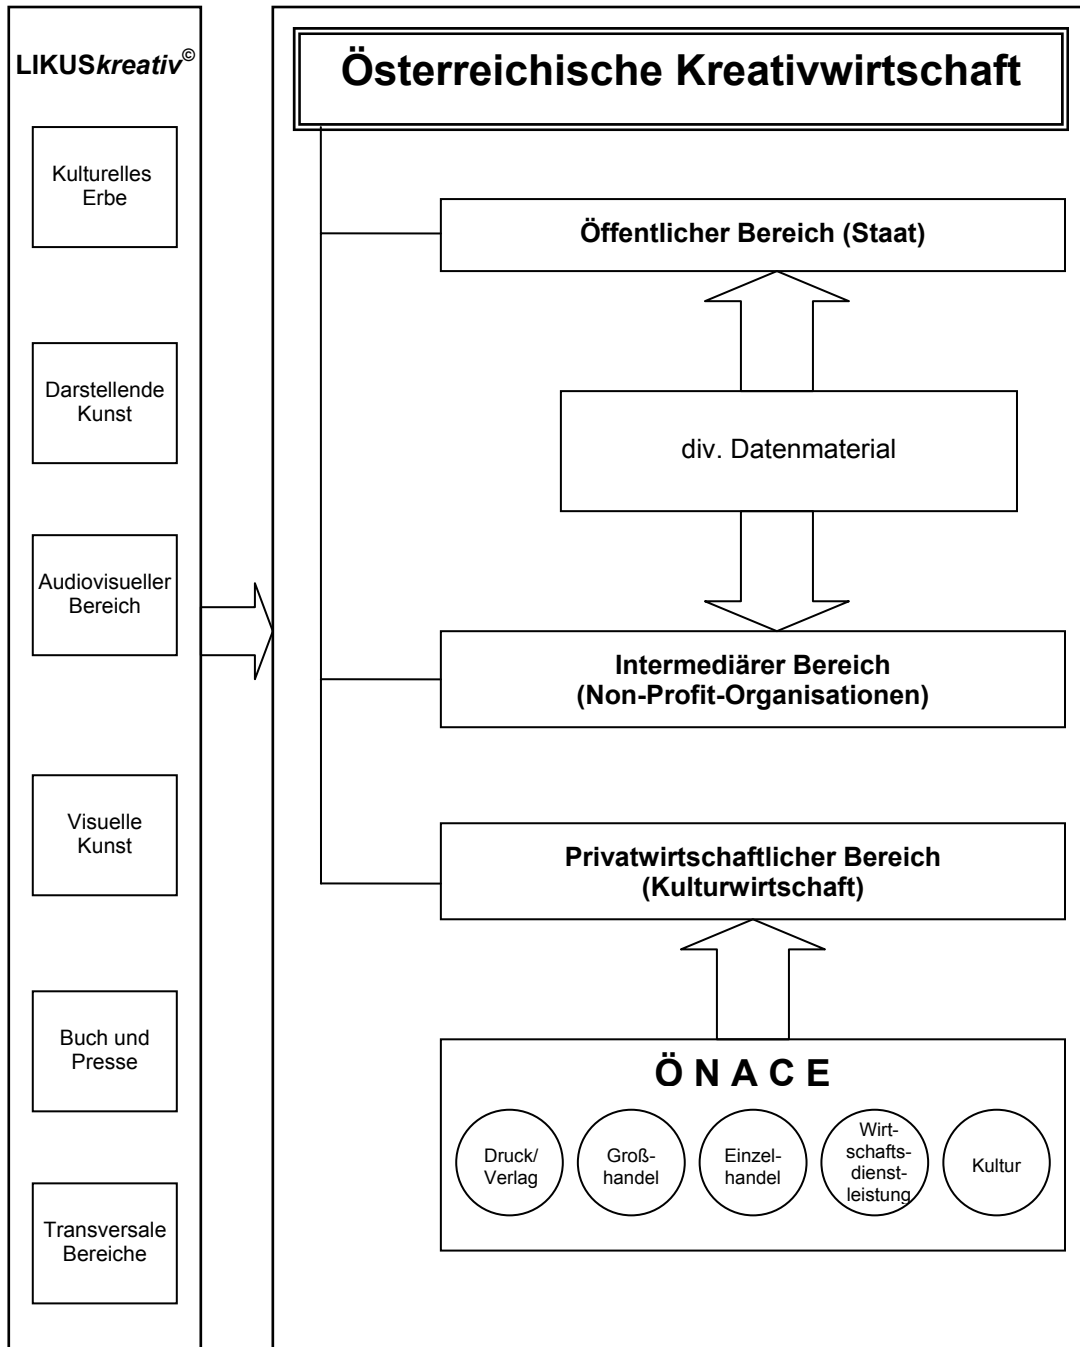 LIKUSkreativ©
Kulturelles
Erbe
Darstellende
Kunst
Audiovisueller
Bereich
Visuelle
Kunst
Buch und
Presse
Transversale
Bereiche
Österreichische Kreativwirtschaft
Öffentlicher Bereich (Staat)
div. Datenmaterial
Intermediärer Bereich
(Non-Profit-Organisationen)
Privatwirtschaftlicher Bereich
(Kulturwirtschaft)
Ö N A C E
Druck/
Verlag
Groß-
handel
Einzel-
handel
Wirt-
schafts-
dienst-
leistung
Kultur